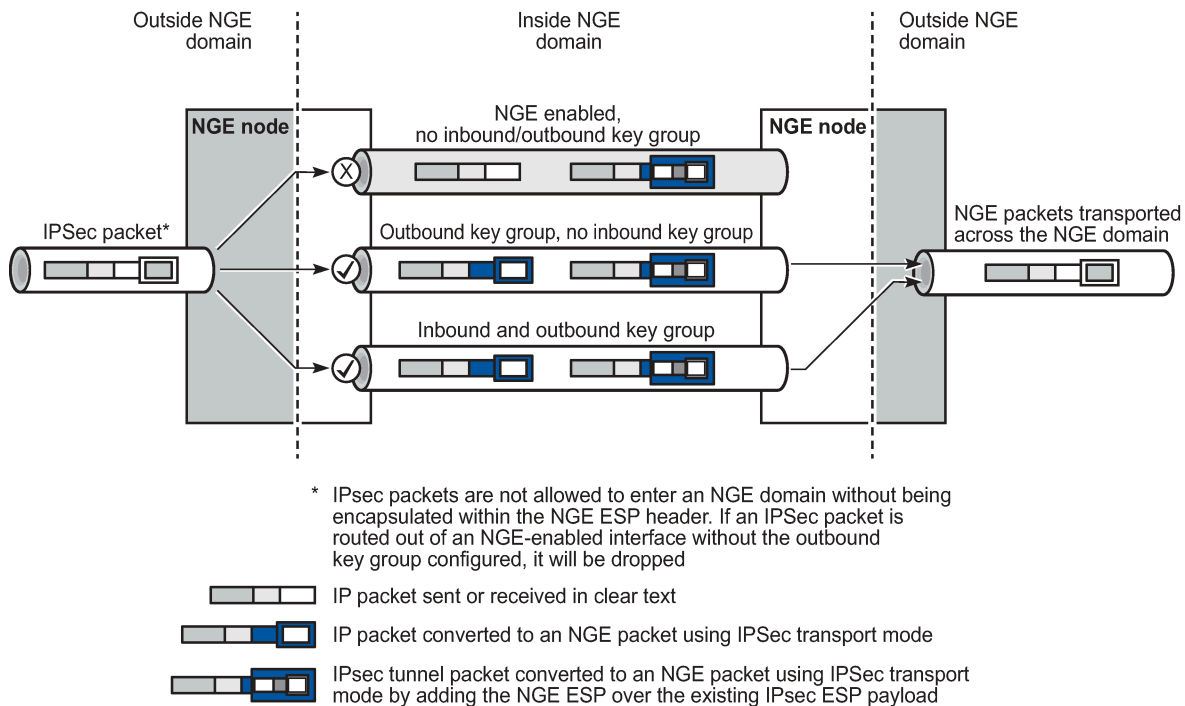 Outside NGE
domain
Inside NGE
domain
Outside NGE
domain
NGE node
NGE enabled,
no inbound/outbound key group
NGE node
X
IPSec packet*
Outbound key group, no inbound key group
NGE packets transported
across the NGE domain
Inbound and outbound key group
* IPsec packets are not allowed to enter an NGE domain without being
encapsulated within the NGE ESP header. If an IPSec packet is
routed out of an NGE-enabled interface without the outbound
key group configured, it will be dropped
IP packet sent or received in clear text
IP packet converted to an NGE packet using IPSec transport mode
IPsec tunnel packet converted to an NGE packet using IPSec transport
mode by adding the NGE ESP over the existing IPsec ESP payload